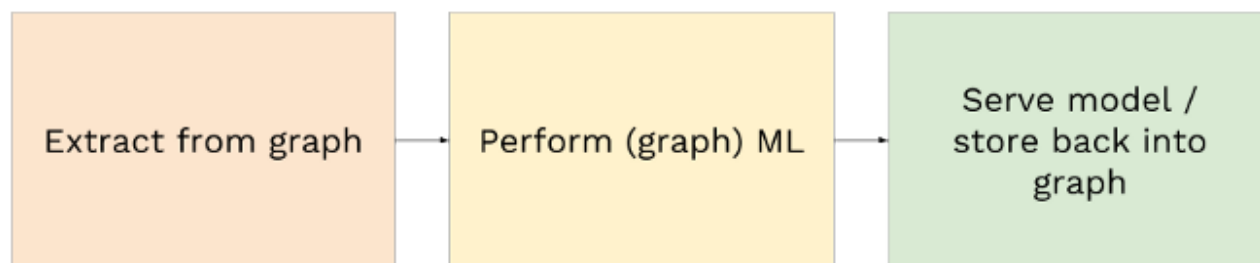 Extract from graph
Perform (graph) ML
Serve model /
store back into
graph